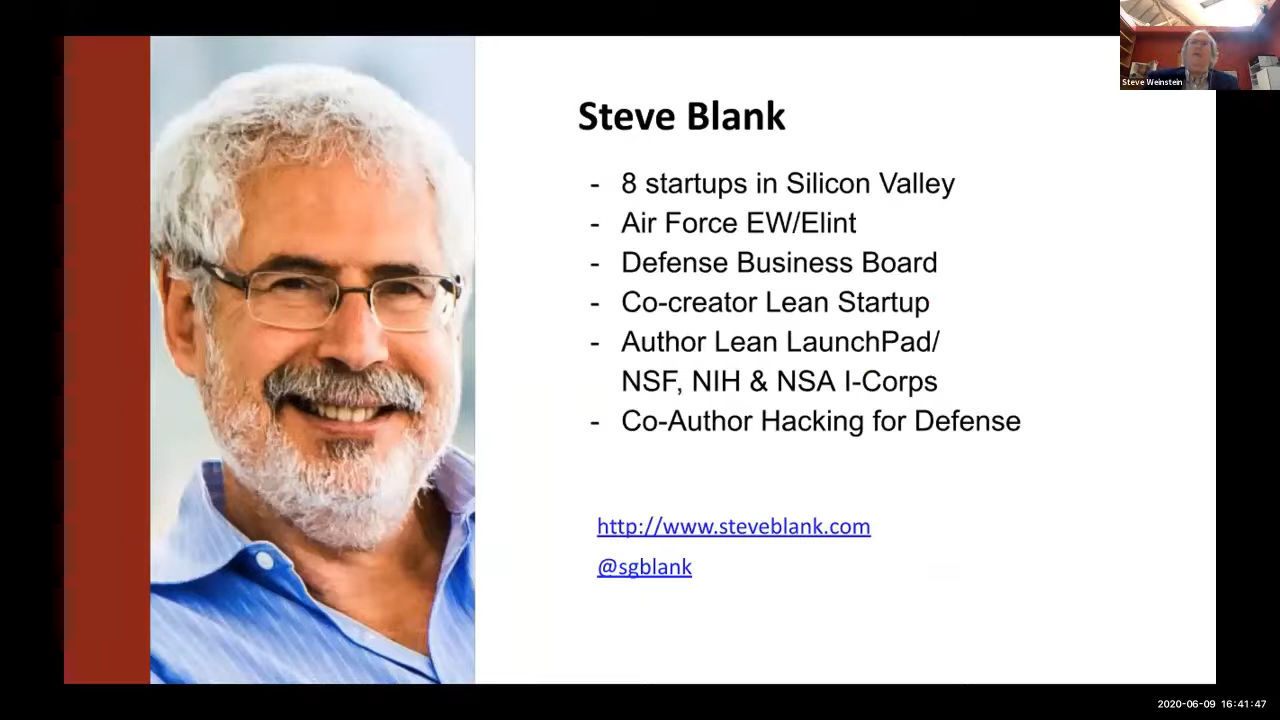 Steve Weinstein
Steve Blank
- 8 startups in Silicon Valley
- Air Force EW/Elint
- Defense Business Board
- Co-creator Lean Startup
- Author Lean LaunchPad/
NSF, NIH & NSA I-Corps
- Co-Author Hacking for Defense
http://www.steveblank.com
@sgblank
2020-06-09 16:41:47